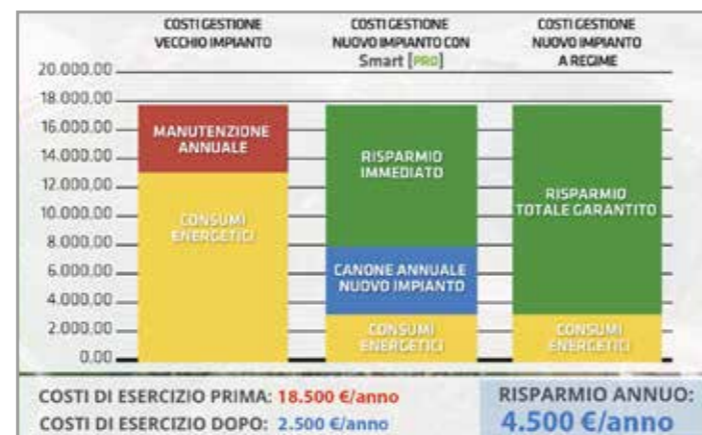 COSTI GESTIONE
VECCHIO IMPIANTO
COSTI GESTIONE
NUOVO IMPIANTO CON
Smart [PRO]
COSTI GESTIONE
NUOVO IMPIANTO
A REGIME
20.000.00
18.000.00
16.000.00
14.000.00
12.000.00
10.000.00
8.000.00
6.000.00
4.000.00
2.000.00
0.00
MANUTENZIONE
ANNUALE
CONSUMI
ENERGETICI
RISPARMIO
IMMEDIATO
CANONE ANNUALE
NUOVO IMPIANTO
CONSUMI
ENERGETICI
RISPARMIO
TOTALE GARANTITO
CONSUMI
ENERGETICI
COSTI DI ESERCIZIO PRIMA: 18.500 €/anno
COSTI DI ESERCIZIO DOPO: 2.500 €/anno
RISPARMIO ANNUO:
4.500 €/anno